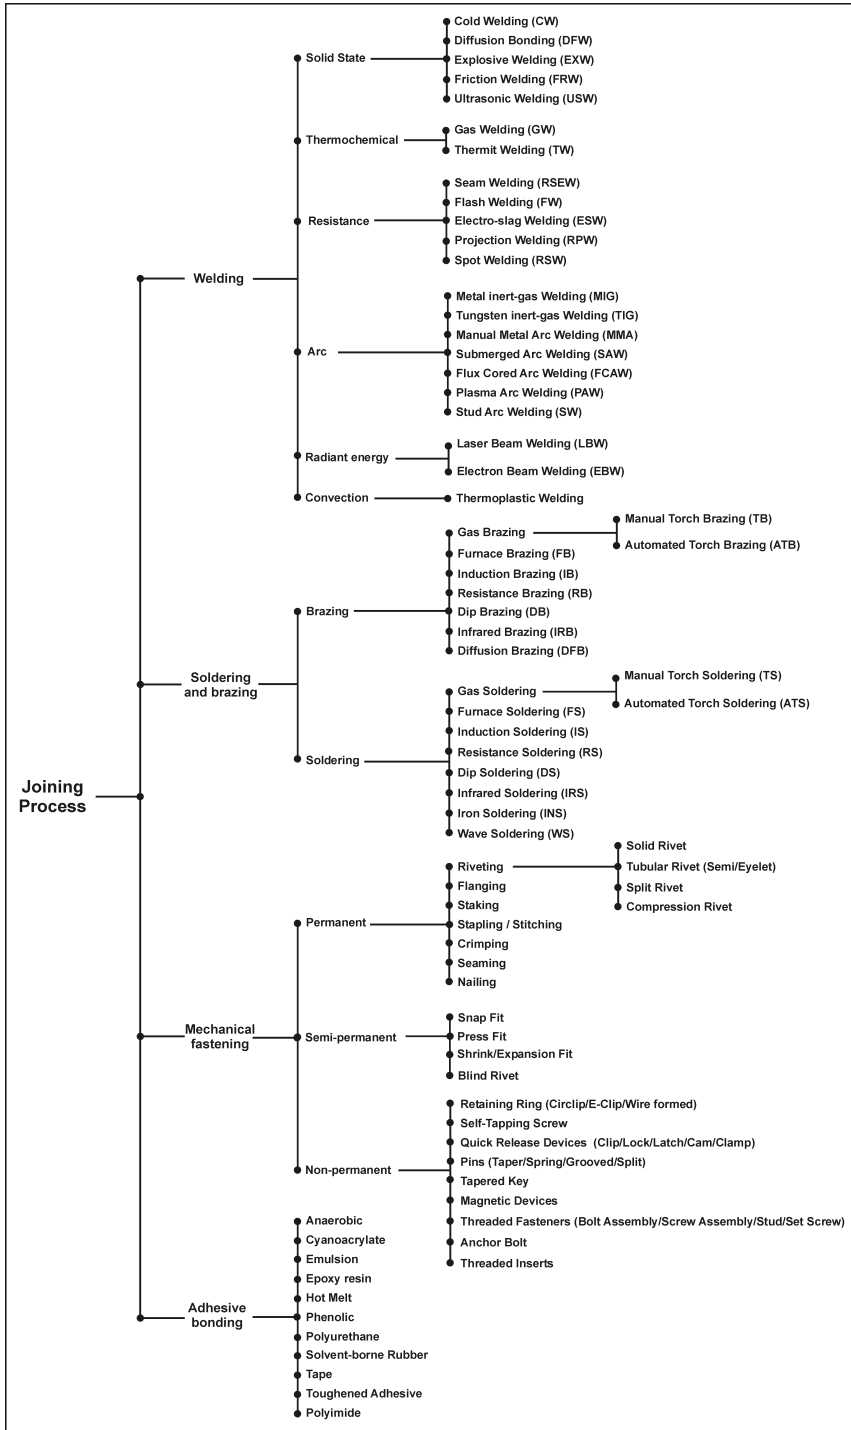 Joining
Process
Welding
Solid State
Cold Welding (CW)
Diffusion Bonding (DFW)
Explosive Welding (EXW)
Friction Welding (FRW)
Ultrasonic Welding (USW)
Thermochemical
Gas Welding (GW)
Thermit Welding (TW)
Resistance
Seam Welding (RSEW)
Flash Welding (FW)
Electro-slag Welding (ESW)
Projection Welding (RPW)
Spot Welding (RSW)
Arc
Metal inert-gas Welding (MIG)
Tungsten inert-gas Welding (TIG)
Manual Metal Arc Welding (MMA)
Submerged Arc Welding (SAW)
Flux Cored Arc Welding (FCAW)
Plasma Arc Welding (PAW)
Stud Arc Welding (SW)
Radiant energy
Laser Beam Welding (LBW)
Electron Beam Welding (EBW)
Convection
Thermoplastic Welding
Soldering
and brazing
Brazing
Gas Brazing
Manual Torch Brazing (TB)
Automated Torch Brazing (ATB)
Furnace Brazing (FB)
Induction Brazing (IB)
Resistance Brazing (RB)
Dip Brazing (DB)
Infrared Brazing (IRB)
Diffusion Brazing (DFB)
Soldering
Gas Soldering
Manual Torch Soldering (TS)
Automated Torch Soldering (ATS)
Furnace Soldering (FS)
Induction Soldering (IS)
Resistance Soldering (RS)
Dip Soldering (DS)
Infrared Soldering (IRS)
Iron Soldering (INS)
Wave Soldering (WS)
Mechanical
fastening
Permanent
Riveting
Solid Rivet
Tubular Rivet (Semi/Eyelet)
Split Rivet
Compression Rivet
Flanging
Staking
Stapling / Stitching
Crimping
Seaming
Nailing
Semi-permanent
Snap Fit
Press Fit
Shrink/Expansion Fit
Blind Rivet
Non-permanent
Retaining Ring (Circlip/E-Clip/Wire formed)
Self-Tapping Screw
Quick Release Devices (Clip/Lock/Latch/Cam/Clamp)
Pins (Taper/Spring/Grooved/Split)
Tapered Key
Magnetic Devices
Threaded Fasteners (Bolt Assembly/Screw Assembly/Stud/Set Screw)
Anchor Bolt
Threaded Inserts
Adhesive
bonding
Anaerobic
Cyanoacrylate
Emulsion
Epoxy resin
Hot Melt
Phenolic
Polyurethane
Solvent-borne Rubber
Tape
Toughened Adhesive
Polyimide